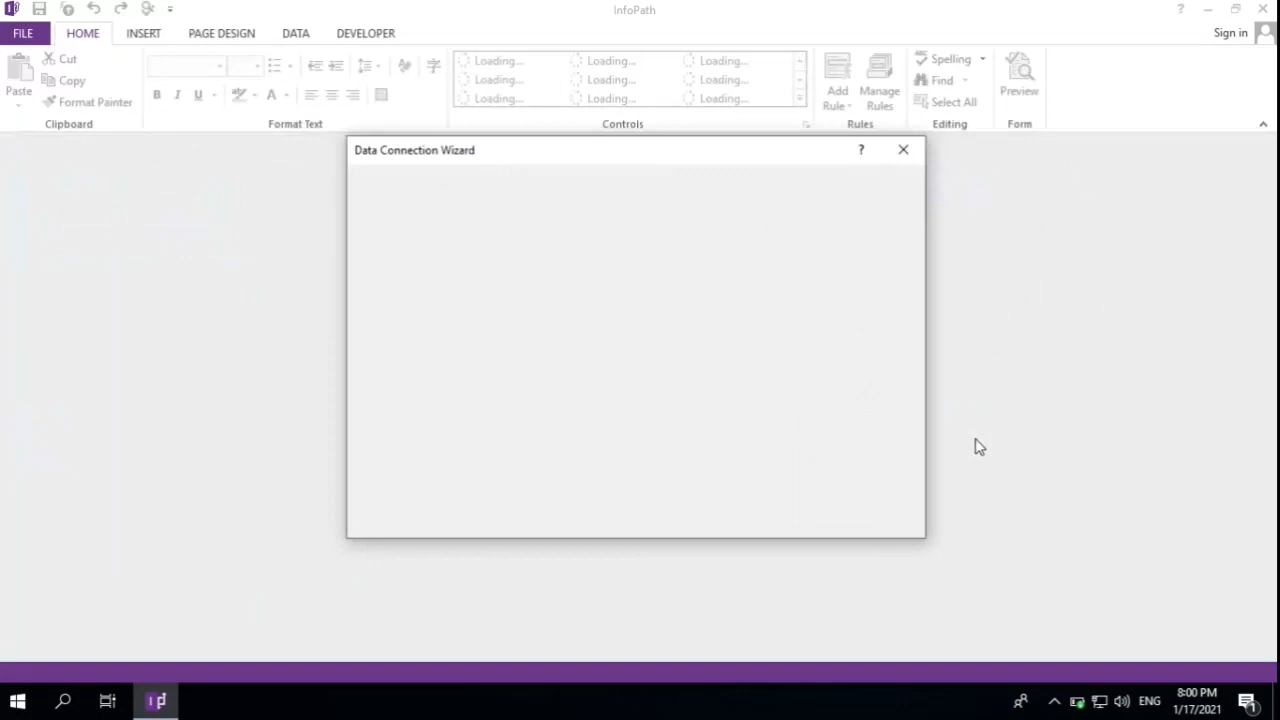 InfoPath
?
FILE HOME INSERT PAGE DESIGN DATA DEVELOPER Sign in
Paste Cut Copy Format Painter
Clipboard
B I U A
Format Text
Loading... Loading... Loading...
Loading... Loading... Loading...
Loading... Loading... Loading...
Controls
Add Rule Manage Rules
Rules
Spelling
Find
Select All
Editing
Preview
Form
Data Connection Wizard ?
ENG 8:00 PM
1/17/2021
1